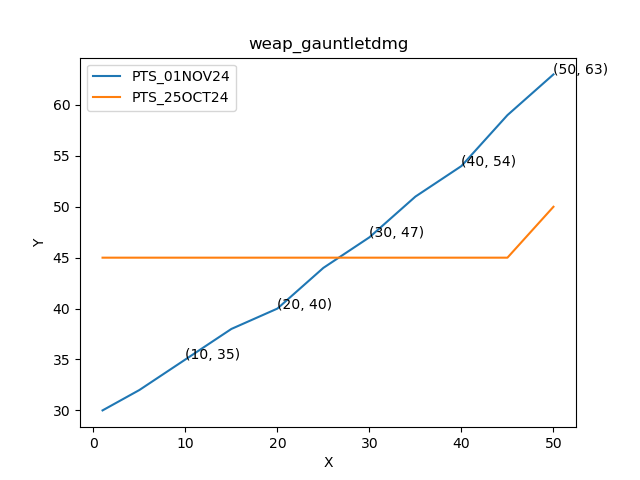 weap_gauntletdmg
PTS_01NOV24
PTS_25OCT24
(50, 63)
(40, 54)
(30, 47)
(20, 40)
(10, 35)
60
55
50
45
40
35
30
Y
0 10 20 30 40 50
X